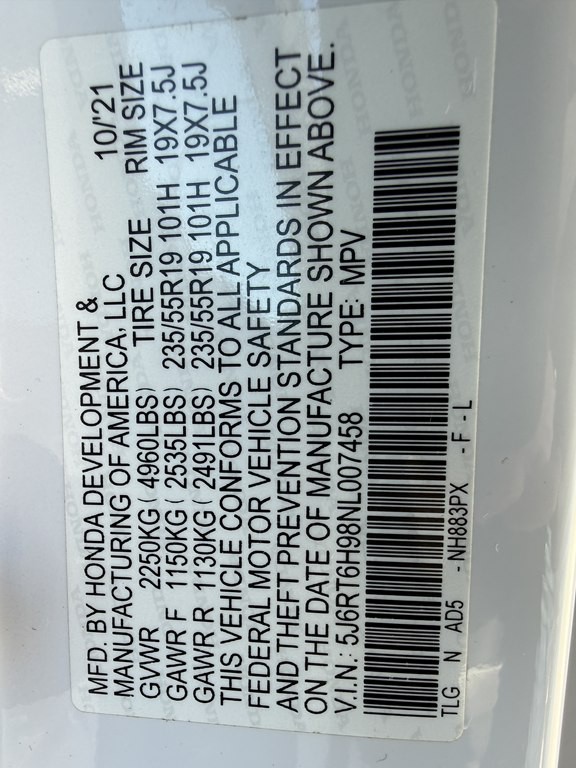 MFD. BY HONDA DEVELOPMENT & 10/'21
MANUFACTURING OF AMERICA, LLC
TIRE SIZE RIM SIZE
GVWR 2250KG ( 4960LBS)
GAWR F 1150KG ( 2535LBS) 235/55R19 101H 19X7.5J
GAWR R 1130KG ( 2491LBS) 235/55R19 101H 19X7.5J
THIS VEHICLE CONFORMS TO ALL APPLICABLE
FEDERAL MOTOR VEHICLE SAFETY
AND THEFT PREVENTION STANDARDS IN EFFECT
ON THE DATE OF MANUFACTURE SHOWN ABOVE.
V.I.N.: 5J6RT6H98NL007458 TYPE: MPV
TLG N AD5 -NH883PX -F-L